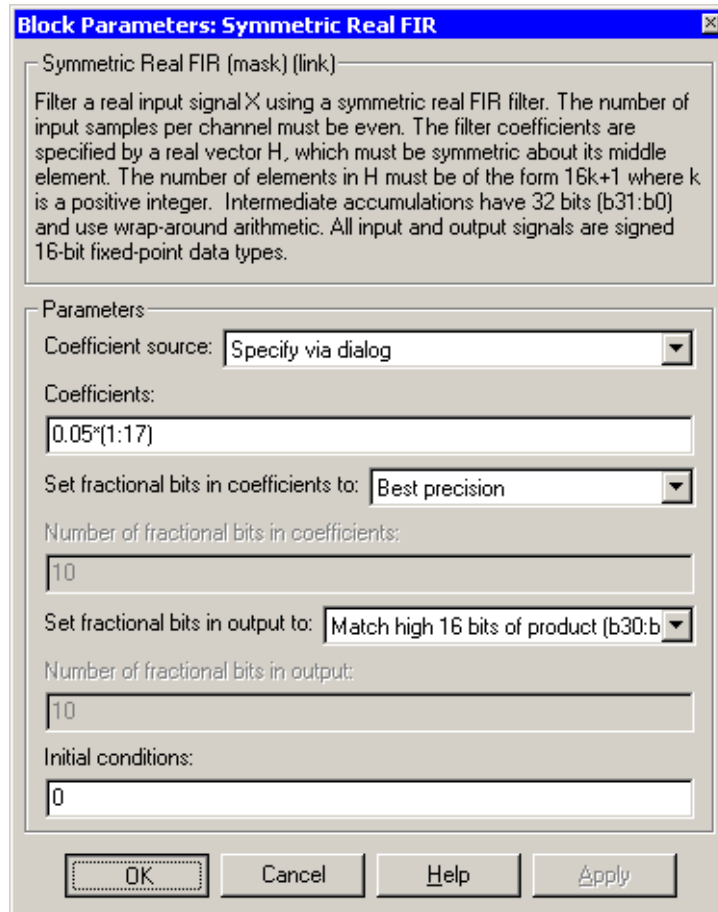 Block Parameters: Symmetric Real FIR
Symmetric Real FIR (mask) (link)
Filter a real input signal X using a symmetric real FIR filter. The number of
input samples per channel must be even. The filter coefficients are
specified by a real vector H, which must be symmetric about its middle
element. The number of elements in H must be of the form 16k+1 where k
is a positive integer.  Intermediate accumulations have 32 bits (b31:b0)
and use wrap-around arithmetic. All input and output signals are signed
16-bit fixed-point data types.
Parameters
Coefficient source: Specify via dialog
Coefficients:
0.05*(1:17)
Set fractional bits in coefficients to: Best precision
Number of fractional bits in coefficients:
10
Set fractional bits in output to: Match high 16 bits of product (b30:b
Number of fractional bits in output:
10
Initial conditions:
0
OK Cancel Help Apply